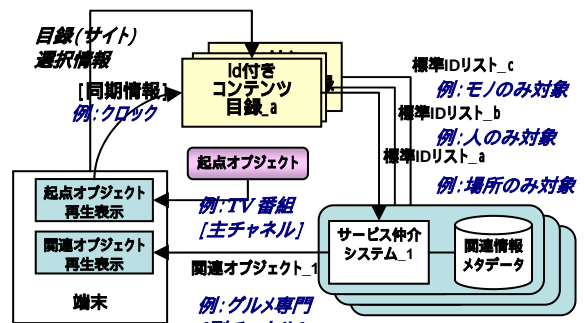 目録(サイト)
選択情報
[同期情報]
例:クロック
Id付き
コンテンツ
目録_a
標準IDリスト_c
例:モノのみ対象
標準IDリスト_b
例:人のみ対象
標準IDリスト_a
例:場所のみ対象
起点オブジェクト
例:TV 番組
[主チャネル]
起点オブジェクト
再生表示
関連オブジェクト
再生表示
端末
関連オブジェクト_1
例:グルメ専門
サービス仲介
システム_1
関連情報
メタデータ